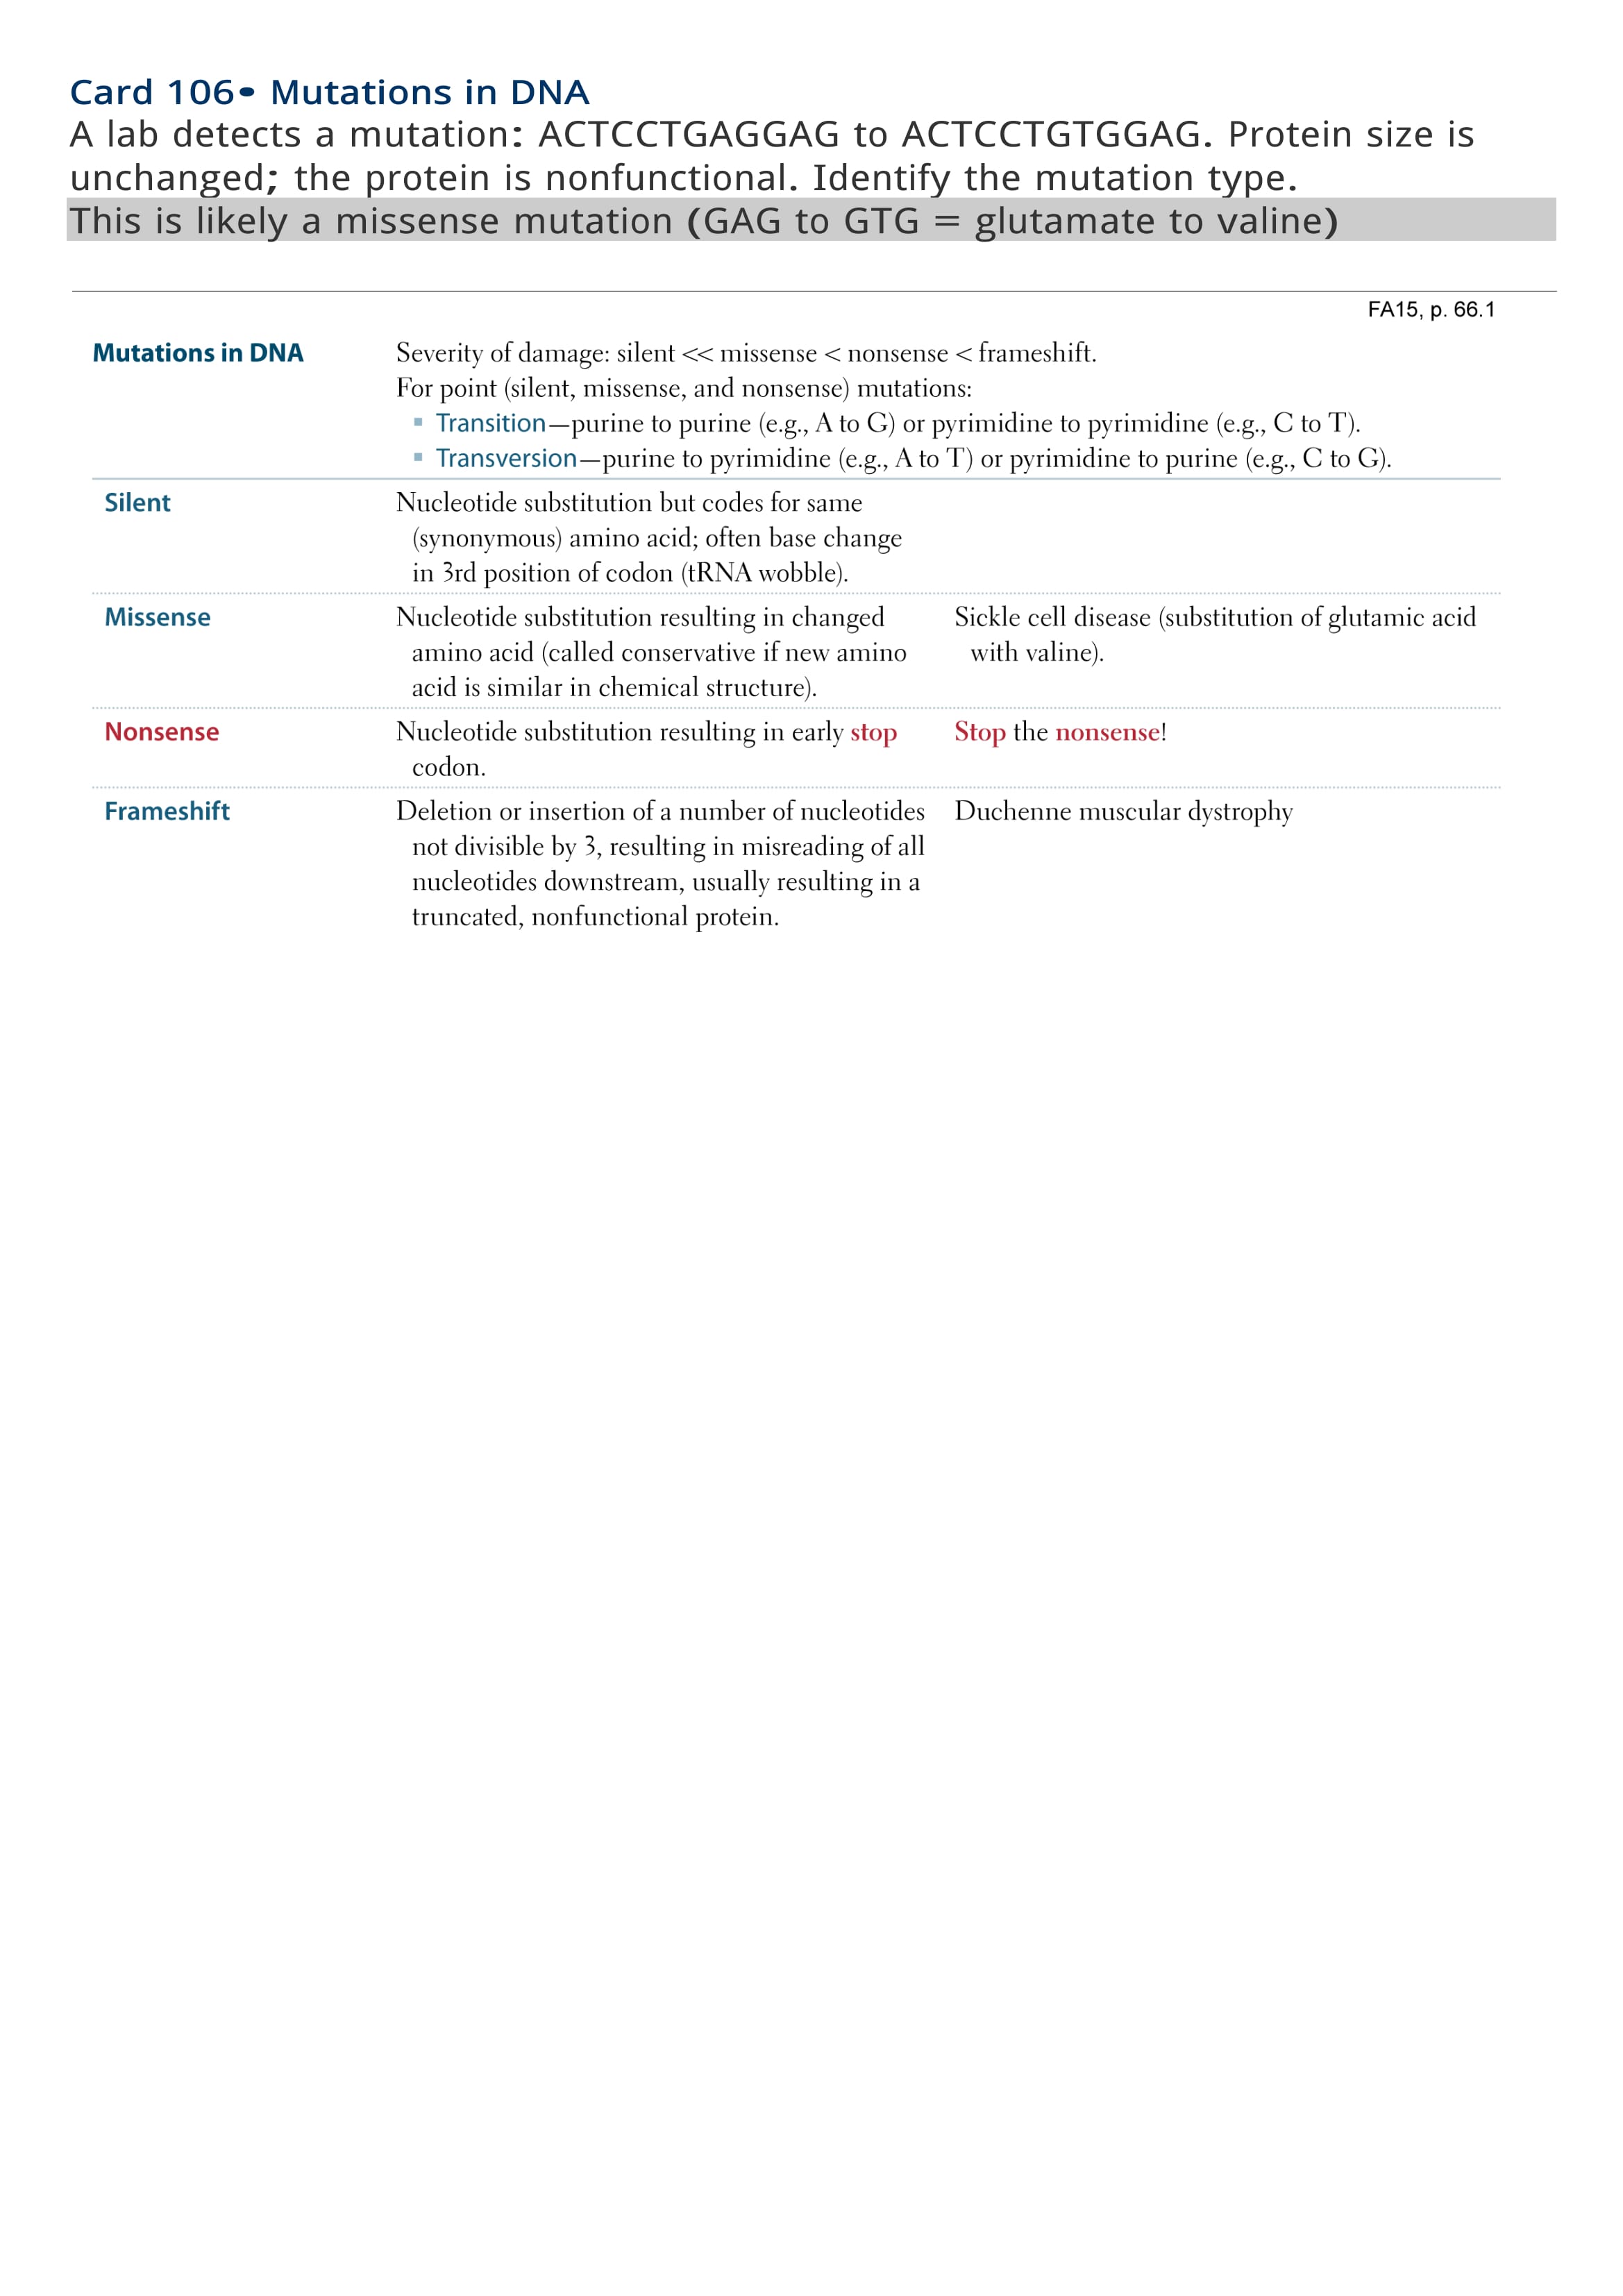 Card 106• Mutations in DNA
A lab detects a mutation: ACTCCTGAGGAG to ACTCCTGTGGAG. Protein size is
unchanged; the protein is nonfunctional. Identify the mutation type.
This is likely a missense mutation (GAG to GTG = glutamate to valine)
FA15, p. 66.1
Mutations in DNA
Severity of damage: silent << missense < nonsense < frameshift.
For point (silent, missense, and nonsense) mutations:
▪ Transition—purine to purine (e.g., A to G) or pyrimidine to pyrimidine (e.g., C to T).
▪ Transversion—purine to pyrimidine (e.g., A to T) or pyrimidine to purine (e.g., C to G).
Silent
Nucleotide substitution but codes for same
(synonymous) amino acid; often base change
in 3rd position of codon (tRNA wobble).
Missense
Nucleotide substitution resulting in changed
amino acid (called conservative if new amino
acid is similar in chemical structure).
Sickle cell disease (substitution of glutamic acid
with valine).
Nonsense
Nucleotide substitution resulting in early stop
codon.
Stop the nonsense!
Frameshift
Deletion or insertion of a number of nucleotides
not divisible by 3, resulting in misreading of all
nucleotides downstream, usually resulting in a
truncated, nonfunctional protein.
Duchenne muscular dystrophy